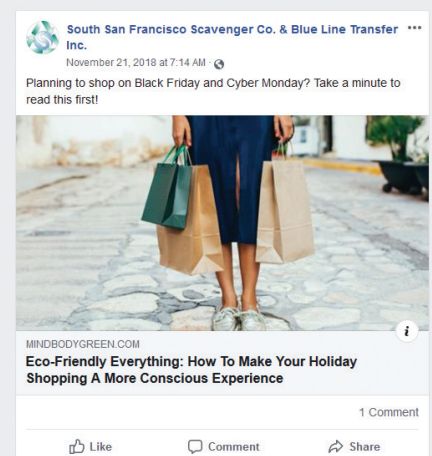 South San Francisco Scavenger Co. & Blue Line Transfer
Inc.
November 21, 2018 at 7:14 AM ·
Planning to shop on Black Friday and Cyber Monday? Take a minute to
read this first!
i
MINDBODYGREEN.COM
Eco-Friendly Everything: How To Make Your Holiday
Shopping A More Conscious Experience
1 Comment
Like Comment Share